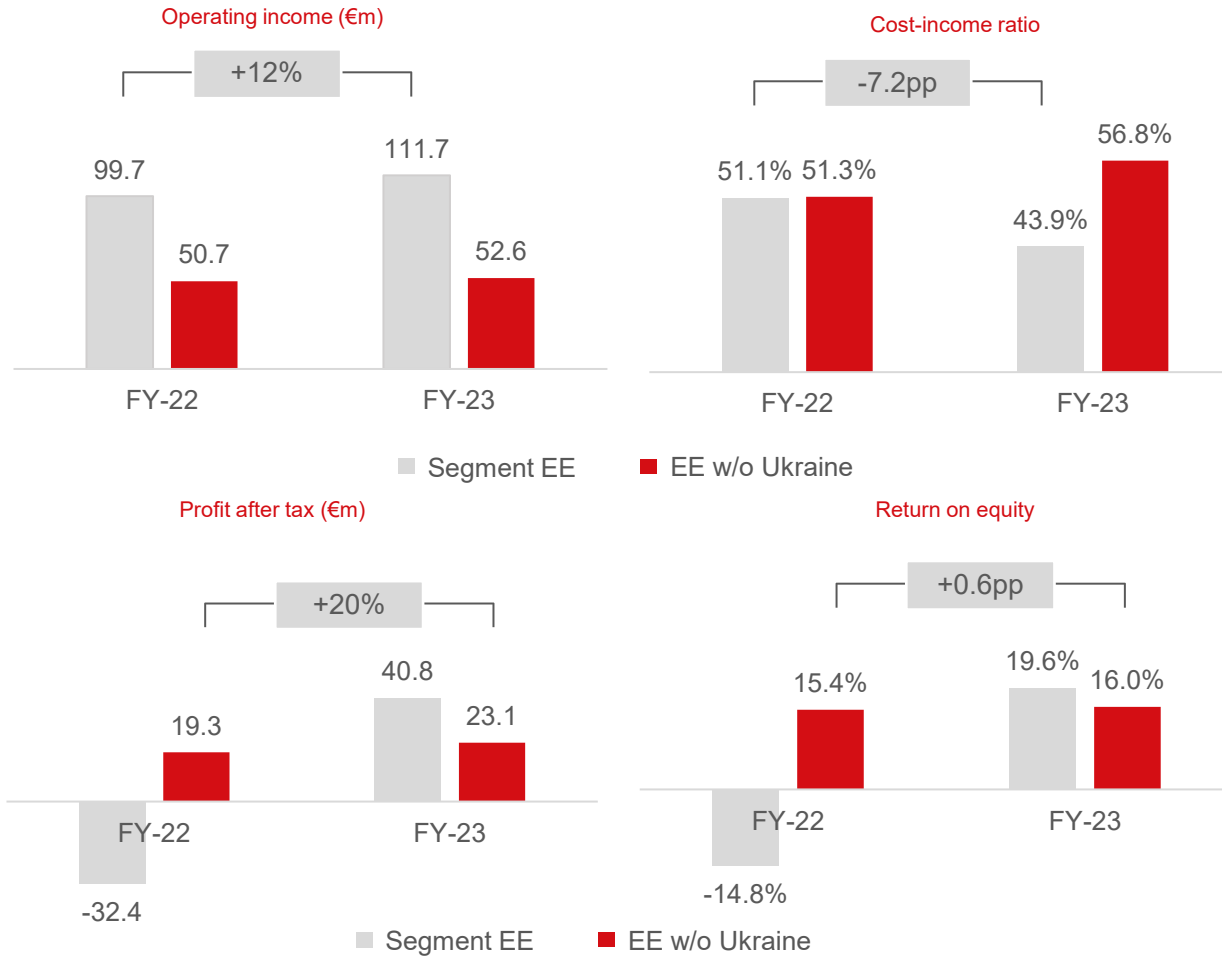 Operating income (€m)
+12%
99.7
50.7
111.7
52.6
FY-22
FY-23
Cost-income ratio
-7.2pp
51.1%
51.3%
43.9%
56.8%
FY-22
FY-23
Segment EE
EE w/o Ukraine
Profit after tax (€m)
+20%
-32.4
19.3
40.8
23.1
FY-22
FY-23
Return on equity
+0.6pp
-14.8%
15.4%
19.6%
16.0%
FY-22
FY-23
Segment EE
EE w/o Ukraine